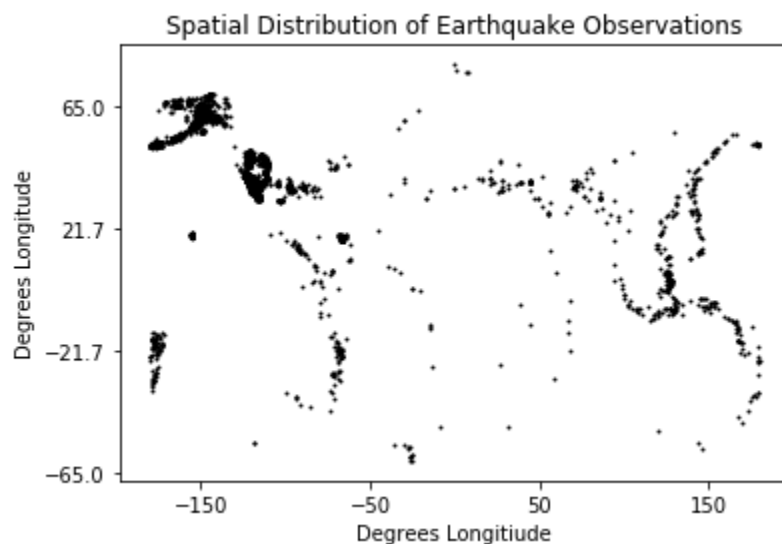 Spatial Distribution of Earthquake Observations
65.0
21.7
−21.7
−65.0
Degrees Longitude
−150
−50
50
150
Degrees Longitiude